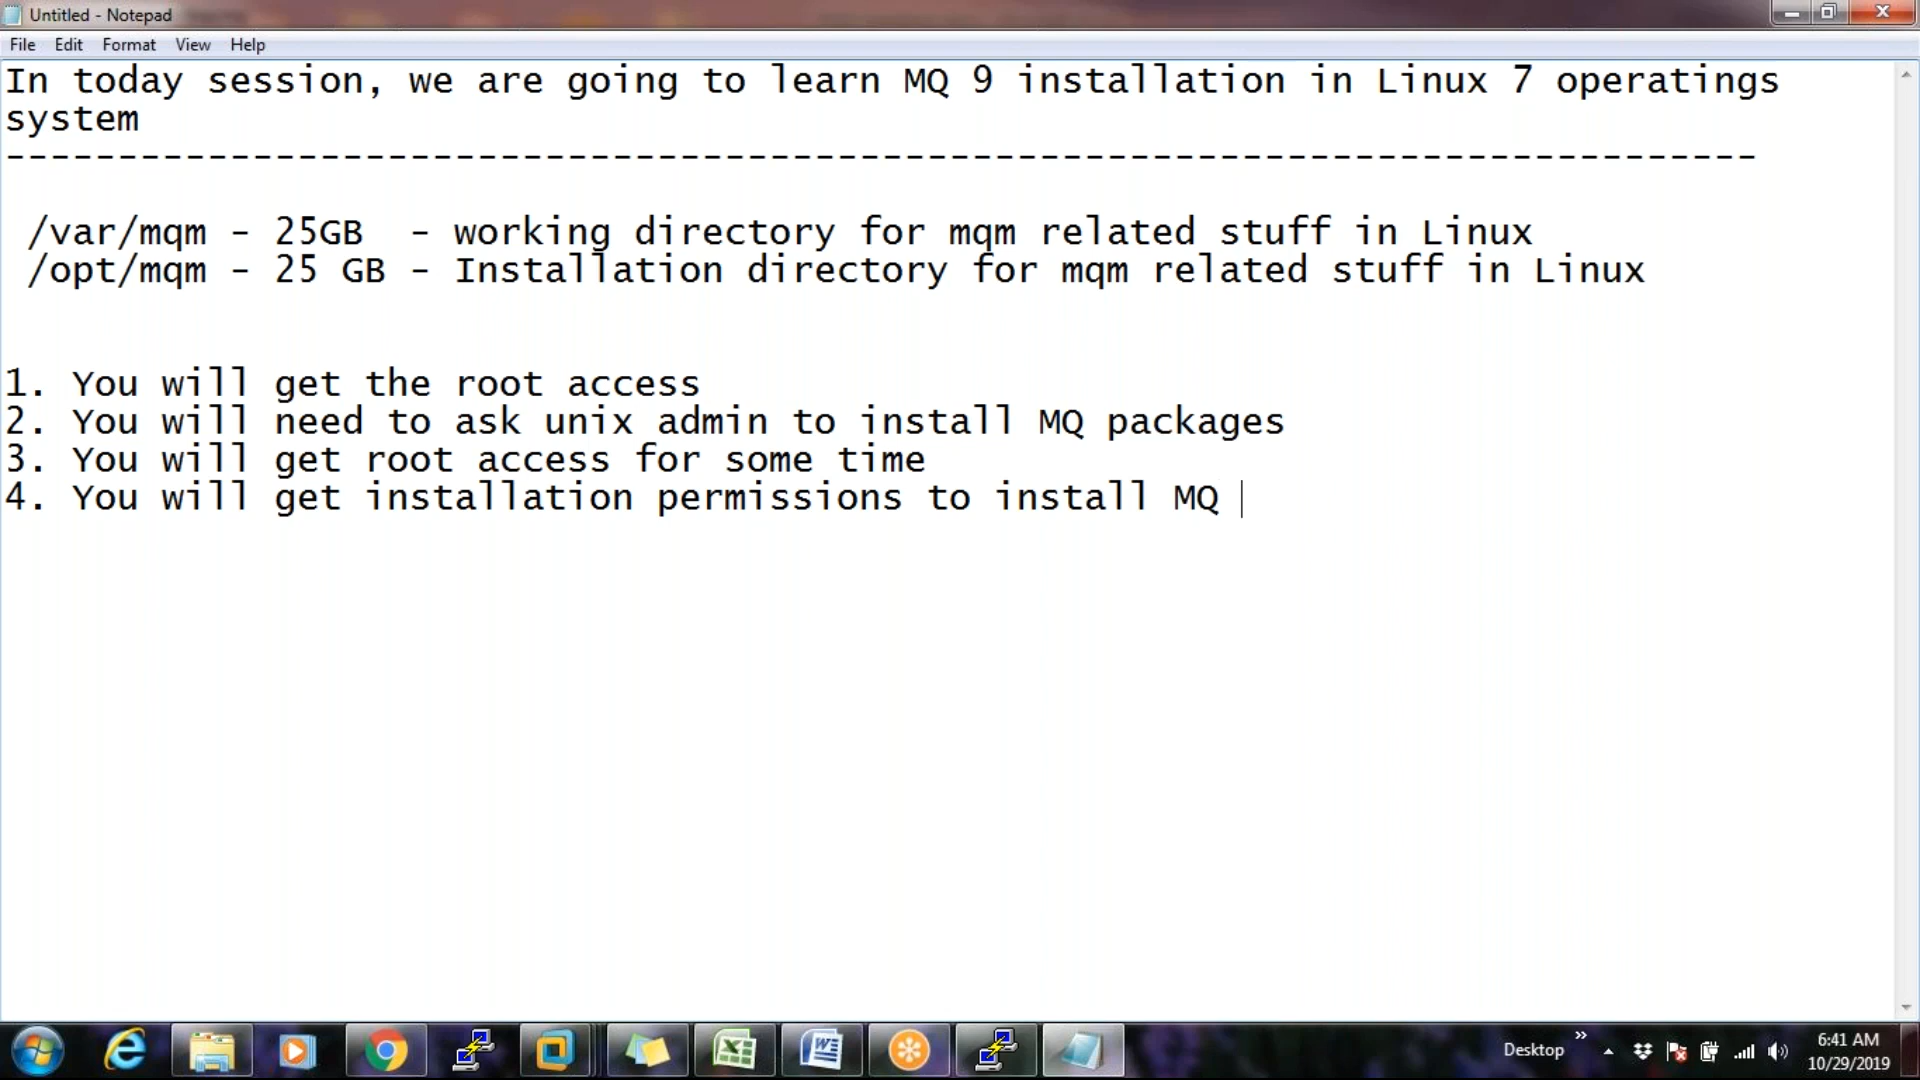 Untitled - Notepad
File Edit Format View Help
In today session, we are going to learn MQ 9 installation in Linux 7 operatings
system
------------------------------------------------------------------------------
/var/mqm - 25GB  - working directory for mqm related stuff in Linux
/opt/mqm - 25 GB - Installation directory for mqm related stuff in Linux
1. You will get the root access
2. You will need to ask unix admin to install MQ packages
3. You will get root access for some time
4. You will get installation permissions to install MQ
Desktop
6:41 AM
10/29/2019